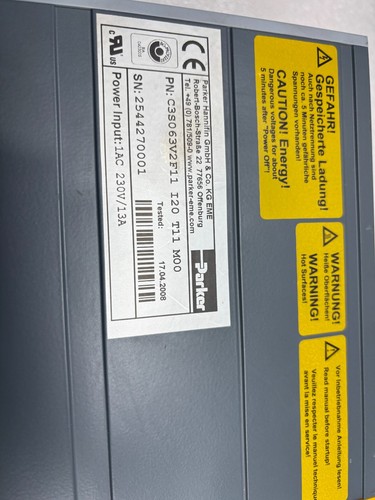 Parker Hannifin GmbH & Co. KG EME
Robert-Bosch-Straße 22 77656 Offenburg
Tel. +49 (0) 781/509-0 www.parker-eme.com
PN: C3S063V2F11 I20 T11 M00
Tested: 17.04.2008
SN: 2544270001
Power Input: 1AC 230V/13A
Parker
GEFAHR!
Gespeicherte Ladung!
Auch nach Netztrennung sind
noch ca. 5 Minuten gefährliche
Spannungen vorhanden!
CAUTION! Energy!
Dangerous voltages for about
5 minutes after "Power Off"!
WARNUNG!
Heiße Oberflächen!
WARNING!
Hot Surfaces!
Vor Inbetriebnahme Anleitung lesen!
Read manual before startup!
Veuillez respecter le manuel technique
avant la mise en service!